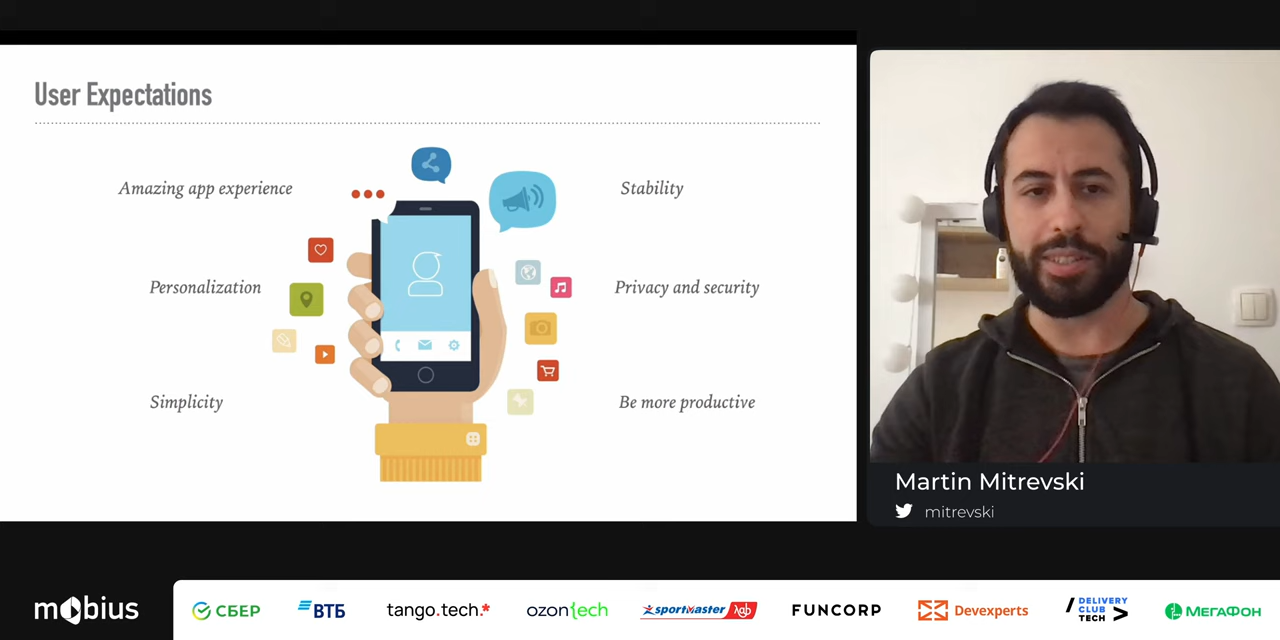 User Expectations
Amazing app experience
Stability
Personalization
Privacy and security
Simplicity
Be more productive
Martin Mitrevski
mitrevski
mobius
СБЕР
ВТБ
tango.tech.*
ozon{tech
sportmaster lab
FUNCORP
Devexperts
/ DELIVERY
CLUB
TECH >
МЕГАФОН